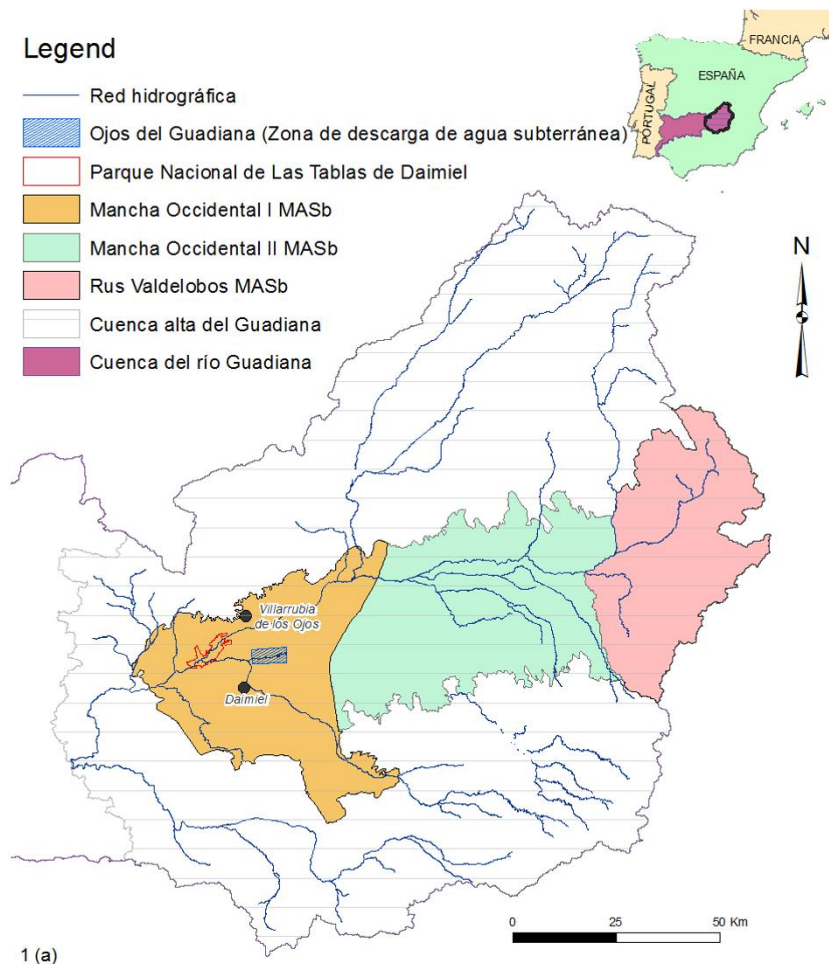 Legend
Red hidrográfica
Ojos del Guadiana (Zona de descarga de agua subterránea)
Parque Nacional de Las Tablas de Daimiel
Mancha Occidental I MASb
Mancha Occidental II MASb
Rus Valdelobos MASb
Cuenca alta del Guadiana
Cuenca del río Guadiana
FRANCIA
ESPAÑA
PORTUGAL
N
Villarrubia
de los Ojos
Daimiel
0 25 50 Km
1 (a)